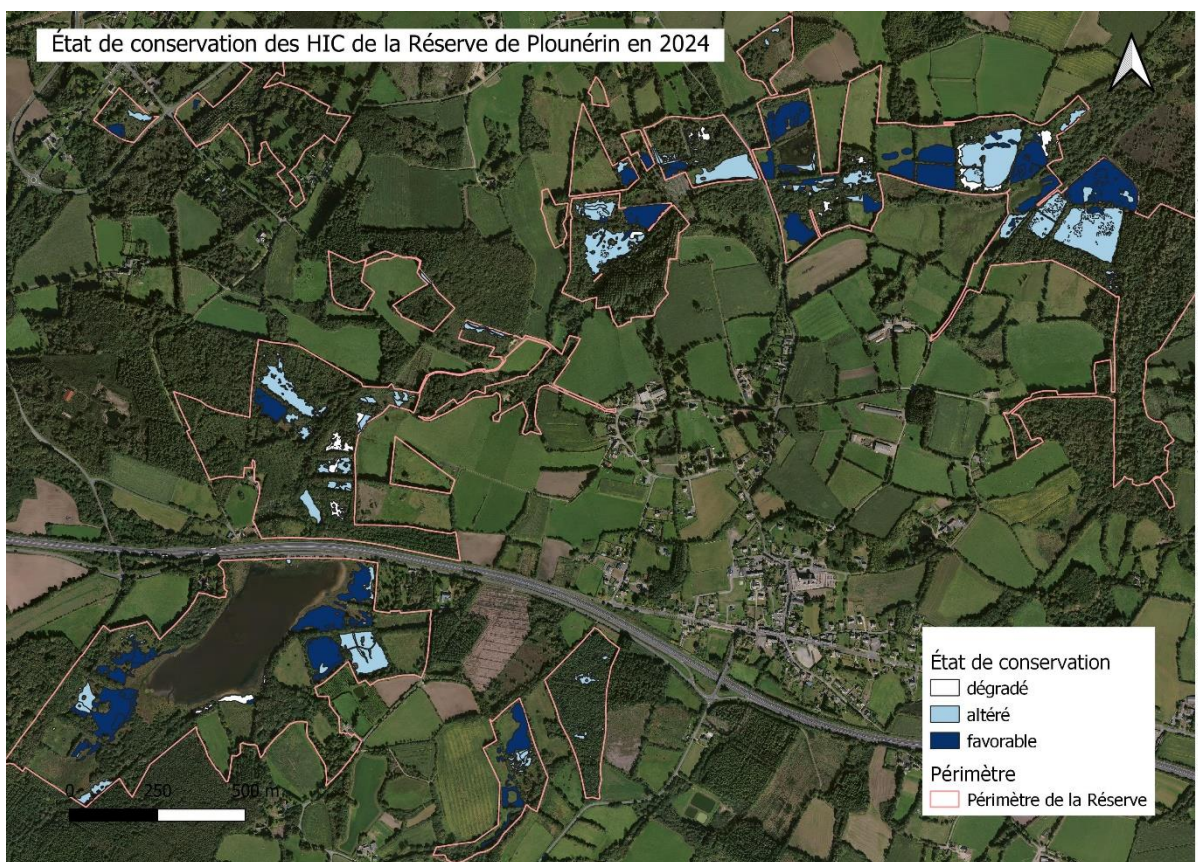 État de conservation des HIC de la Réserve de Plounérin en 2024
État de conservation
dégradé
altéré
favorable
Périmètre
Périmètre de la Réserve
0 250 500 m